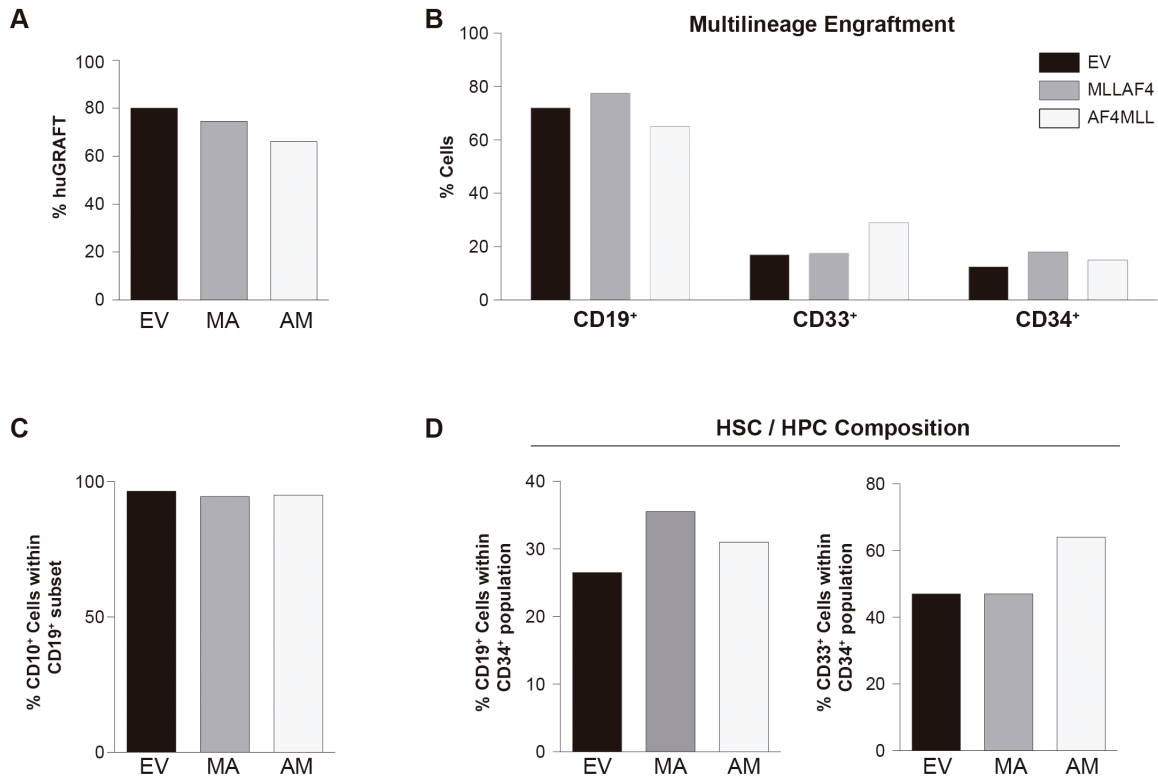 A
% huGRAFT
100
80
60
40
20
0
EV MA AM
B
Multilineage Engraftment
% Cells
100
80
60
40
20
0
CD19⁺ CD33⁺ CD34⁺
EV
MLLAF4
AF4MLL
C
% CD10⁺ Cells within
CD19⁺ subset
100
50
0
EV MA AM
D
HSC / HPC Composition
% CD19⁺ Cells within
CD34⁺ population
40
30
20
10
0
EV MA AM
% CD33⁺ Cells within
CD34⁺ population
80
60
40
20
0
EV MA AM